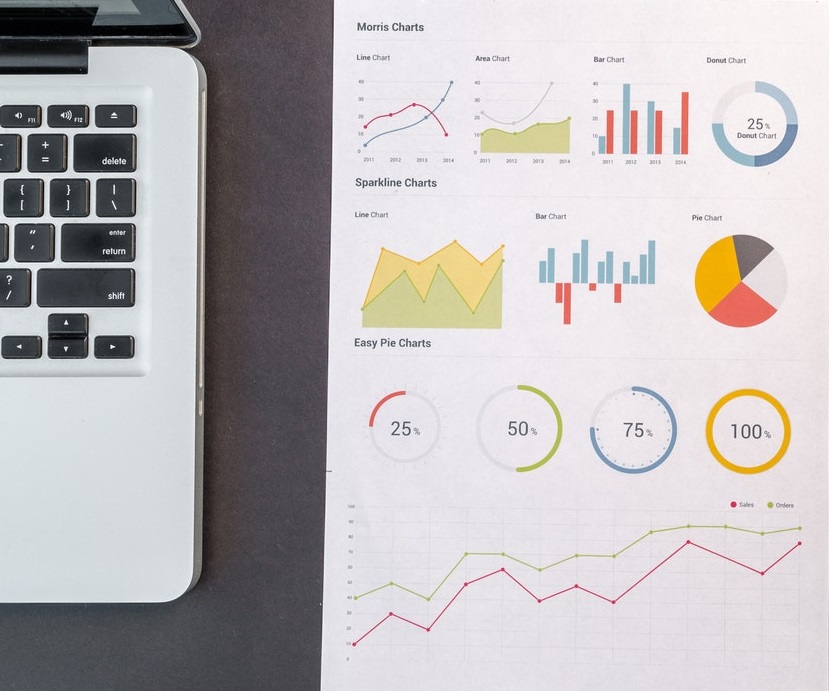 F11
F12
+
=
delete
{
[
}
]
|
\
"
,
enter
return
?
/
shift
Morris Charts
Line Chart
Area Chart
Bar Chart
Donut Chart
40
30
20
10
0
2011
2012
2013
2014
40
30
20
10
0
2011
2012
2013
2014
40
30
20
10
0
2011
2012
2013
2014
25%
Donut Chart
Sparkline Charts
Line Chart
Bar Chart
Pie Chart
Easy Pie Charts
25%
50%
75%
100%
Sales
Orders
100
90
80
70
60
50
40
30
20
10
0